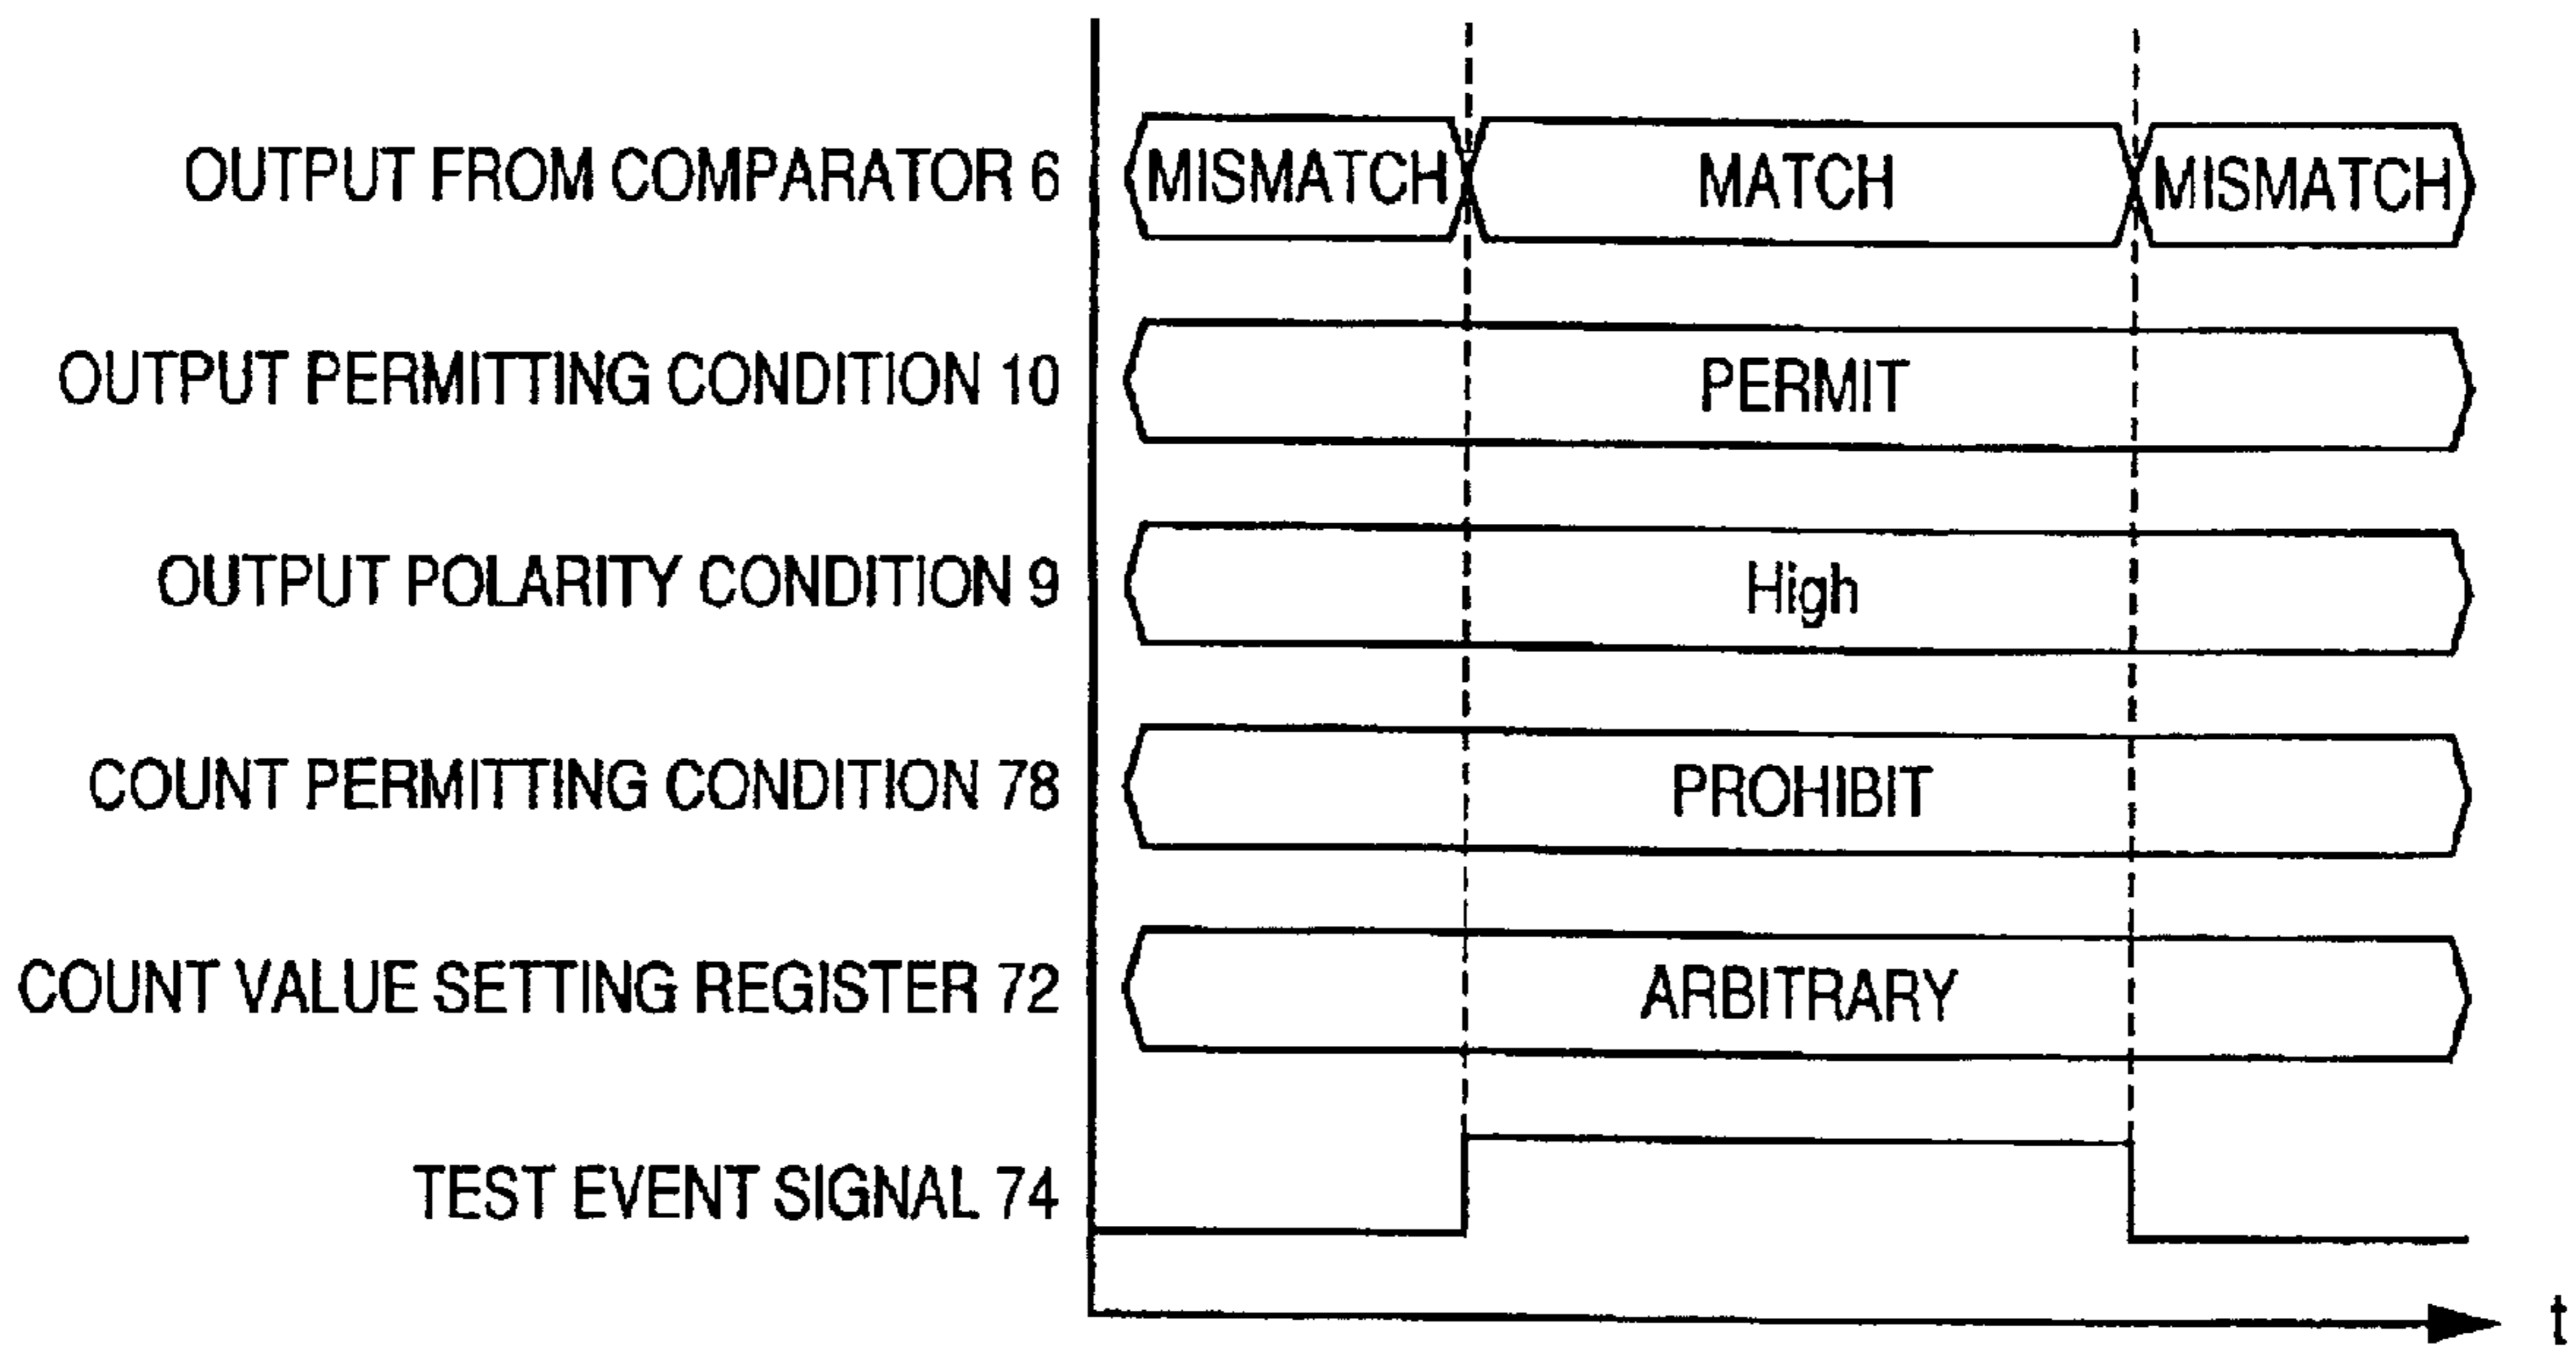 OUTPUT FROM COMPARATOR 6 MISMATCH MATCH MISMATCH
OUTPUT PERMITTING CONDITION 10 PERMIT
OUTPUT POLARITY CONDITION 9 High
COUNT PERMITTING CONDITION 78 PROHIBIT
COUNT VALUE SETTING REGISTER 72 ARBITRARY
TEST EVENT SIGNAL 74
t